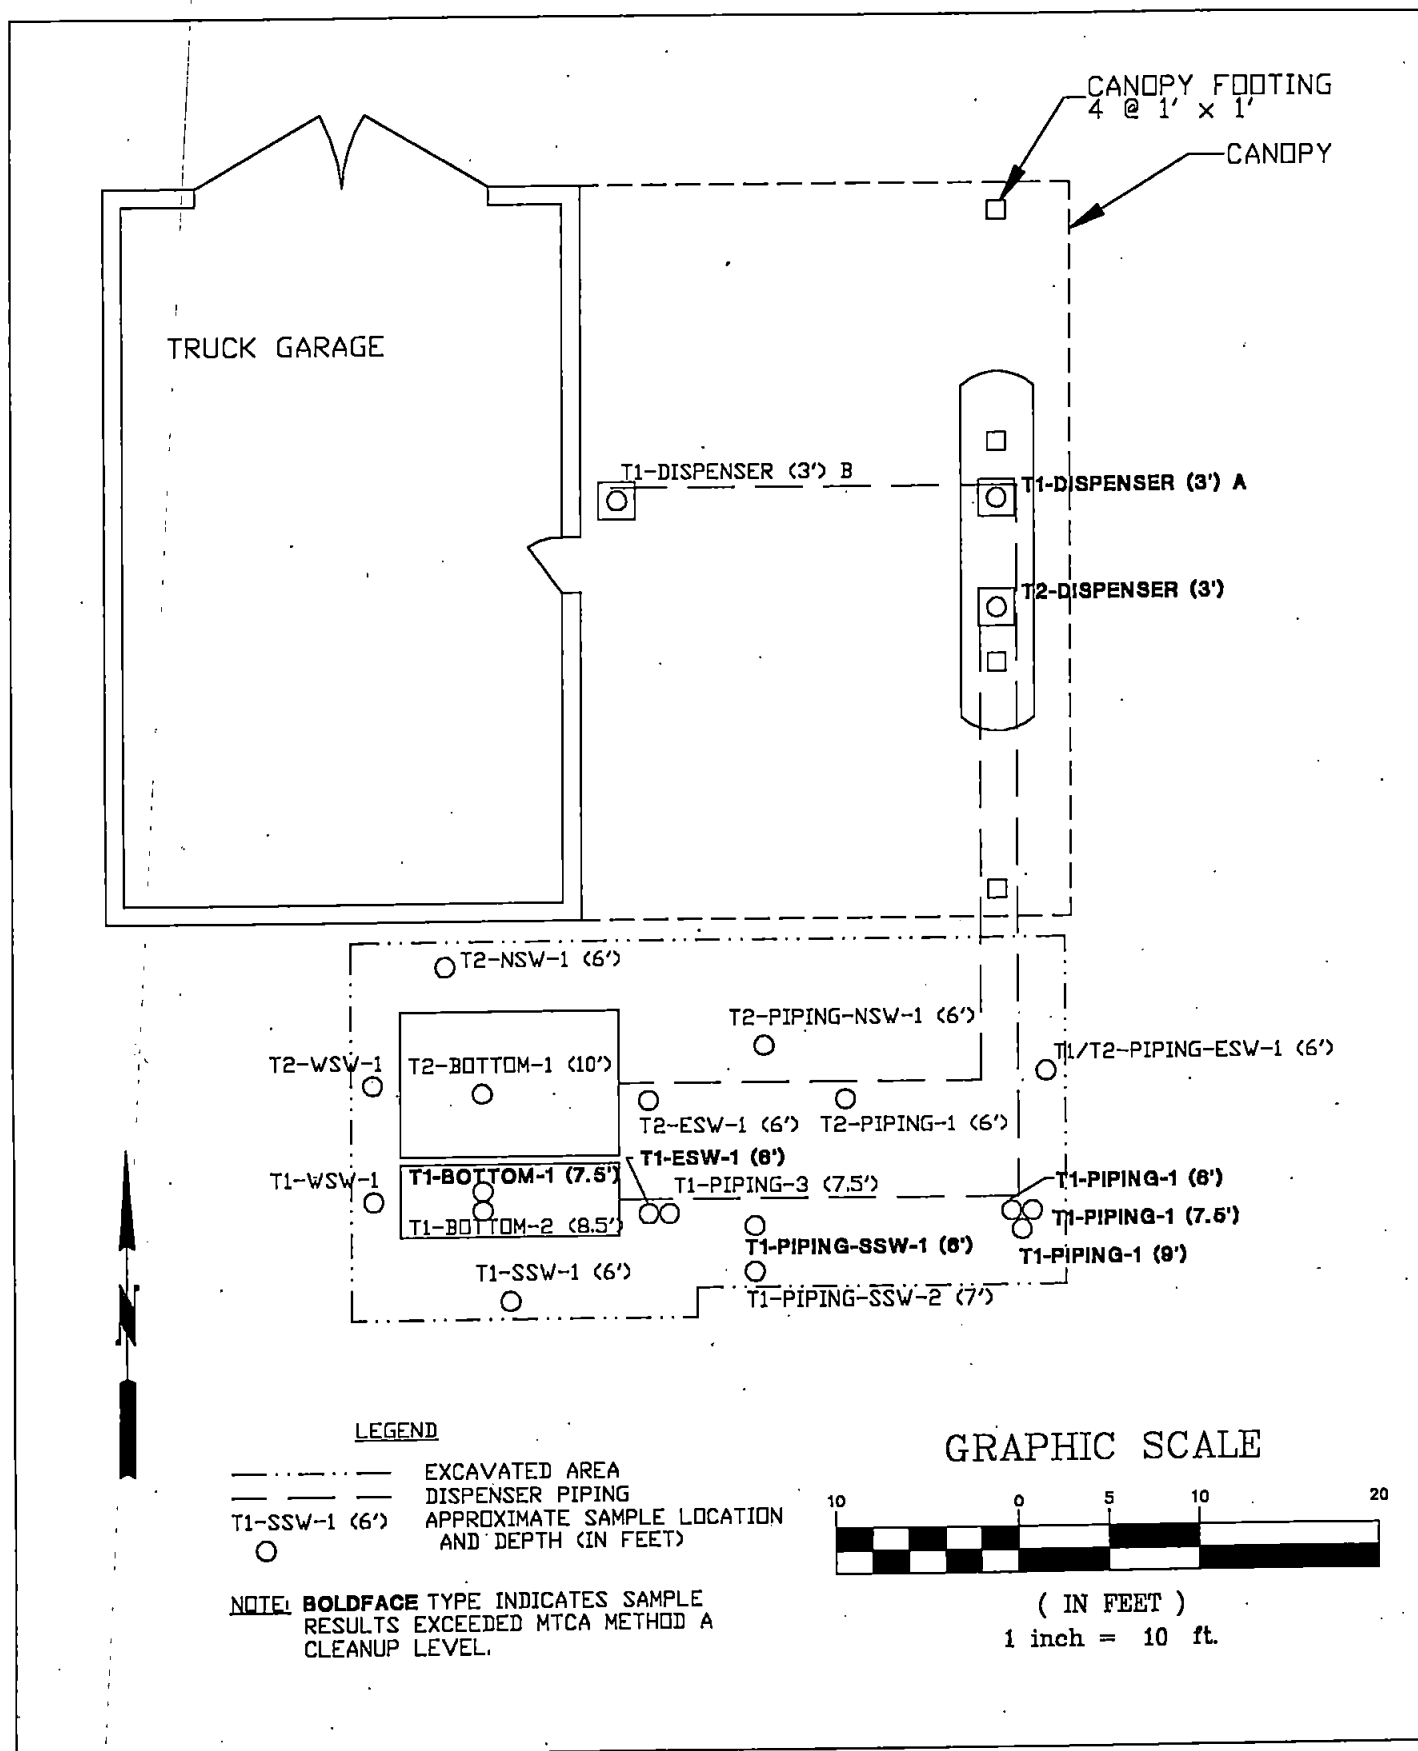 CANOPY FOOTING
4 @ 1' x 1'
CANOPY
TRUCK GARAGE
T1-DISPENSER (3') B
T1-DISPENSER (3') A
T2-DISPENSER (3')
T2-NSW-1 (6')
T2-PIPING-NSW-1 (6')
T1/T2-PIPING-ESW-1 (6')
T2-WSW-1
T2-BOTTOM-1 (10')
T2-ESW-1 (6')
T2-PIPING-1 (6')
T1-ESW-1 (6')
T1-WSW-1
T1-BOTTOM-1 (7.5')
T1-PIPING-3 (7.5')
T1-PIPING-1 (6')
T1-BOTTOM-2 (8.5')
T1-PIPING-1 (7.5')
T1-PIPING-SSW-1 (6')
T1-PIPING-1 (9')
T1-SSW-1 (6')
T1-PIPING-SSW-2 (7')
N
LEGEND
EXCAVATED AREA
DISPENSER PIPING
T1-SSW-1 (6')
APPROXIMATE SAMPLE LOCATION
AND DEPTH (IN FEET)
NOTE: BOLDFACE TYPE INDICATES SAMPLE
RESULTS EXCEEDED MTCA METHOD A
CLEANUP LEVEL.
GRAPHIC SCALE
10 0 5 10 20
( IN FEET )
1 inch = 10 ft.